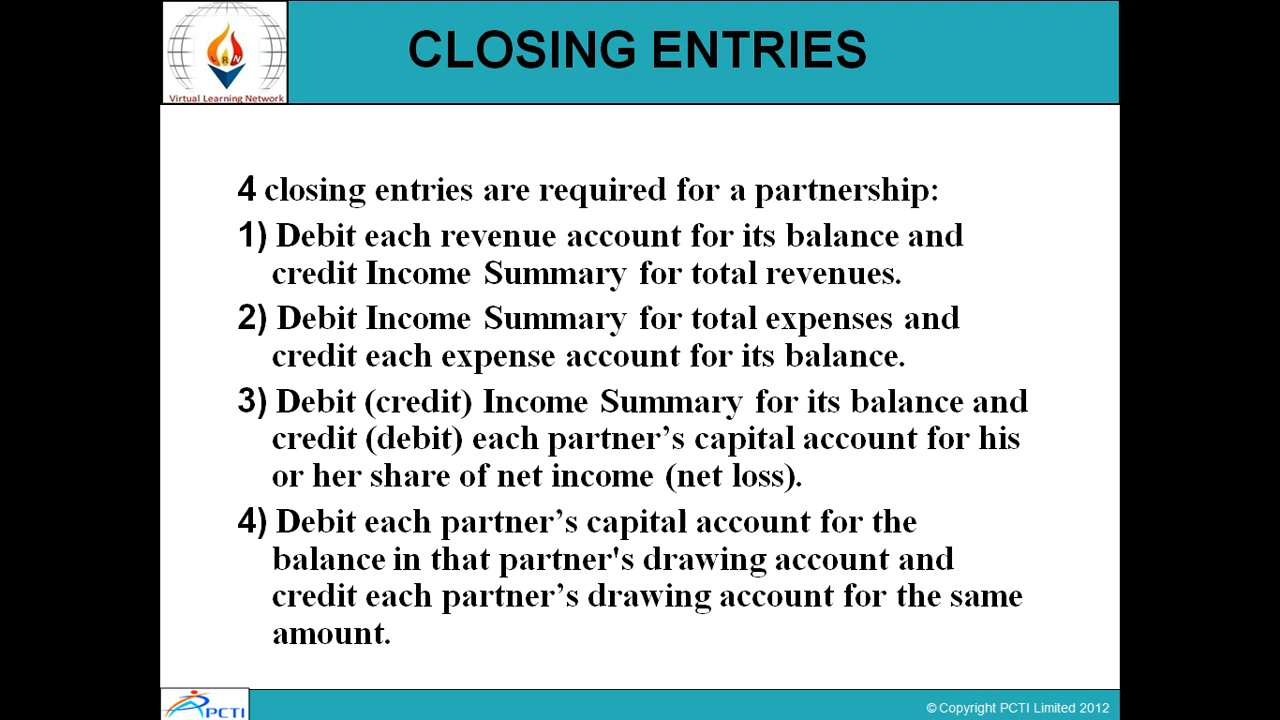 CLOSING ENTRIES
LRN
Virtual Learning Network
4 closing entries are required for a partnership:
1) Debit each revenue account for its balance and
credit Income Summary for total revenues.
2) Debit Income Summary for total expenses and
credit each expense account for its balance.
3) Debit (credit) Income Summary for its balance and
credit (debit) each partner’s capital account for his
or her share of net income (net loss).
4) Debit each partner’s capital account for the
balance in that partner's drawing account and
credit each partner’s drawing account for the same
amount.
PCTI
© Copyright PCTI Limited 2012